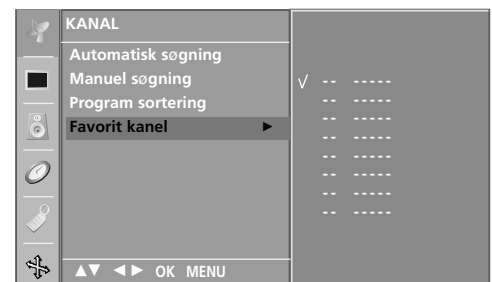 KANAL
Automatisk søgning
Manuel søgning
Program sortering
Favorit kanel ►
√ -- -----
-- -----
-- -----
-- -----
-- -----
-- -----
-- -----
-- -----
▲▼ ◄► OK MENU